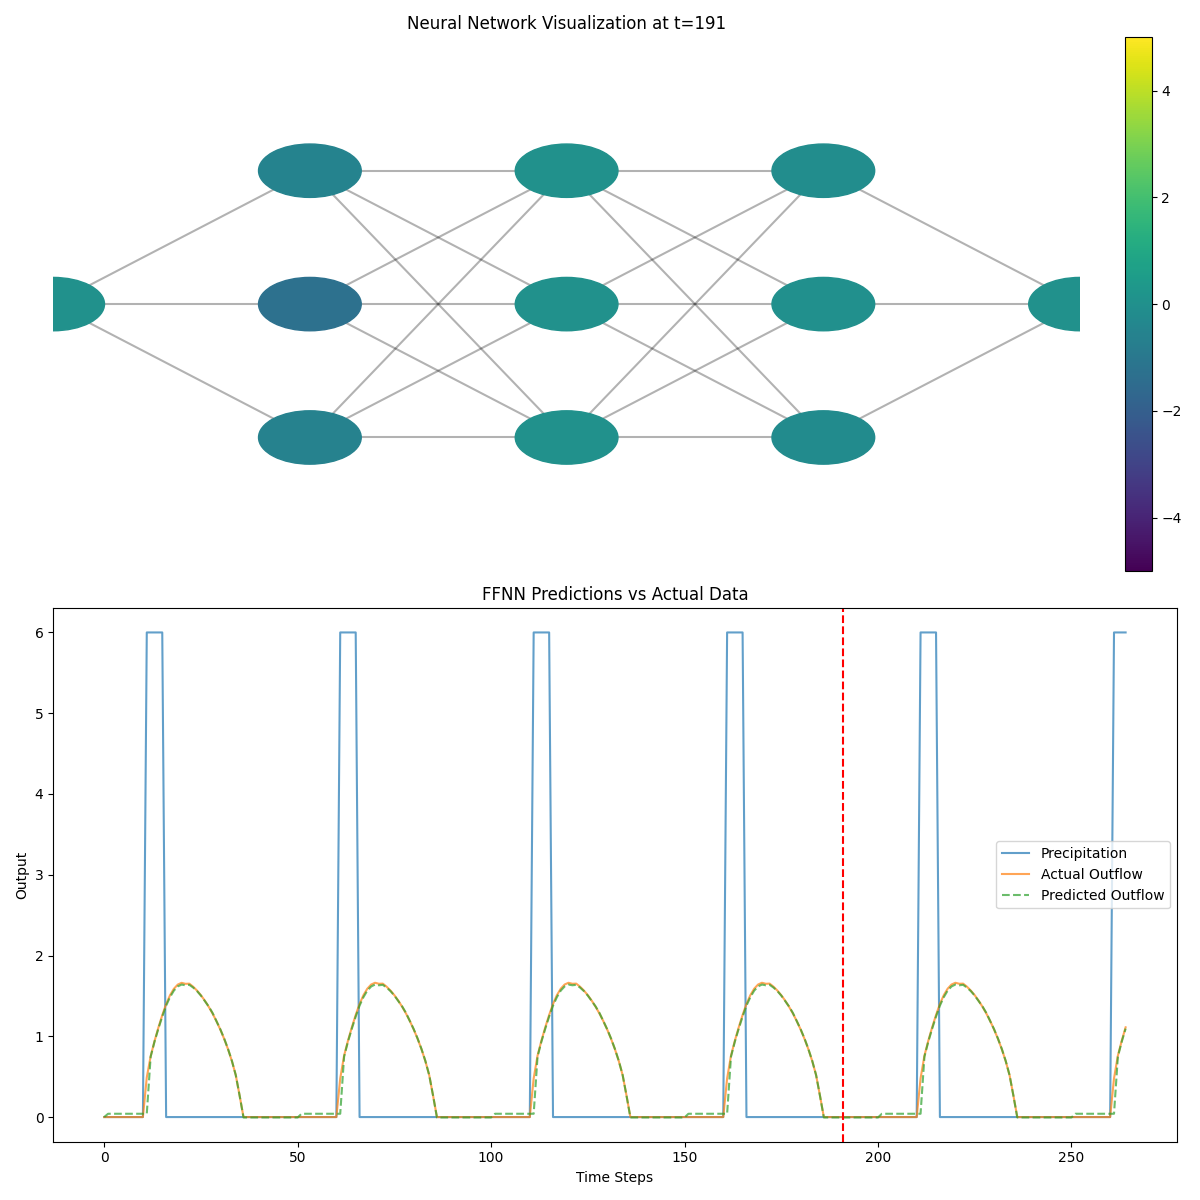 Neural Network Visualization at t=191
4
2
0
−2
−4
FFNN Predictions vs Actual Data
6
5
4
3
2
1
0
Output
Precipitation
Actual Outflow
Predicted Outflow
0 50 100 150 200 250
Time Steps